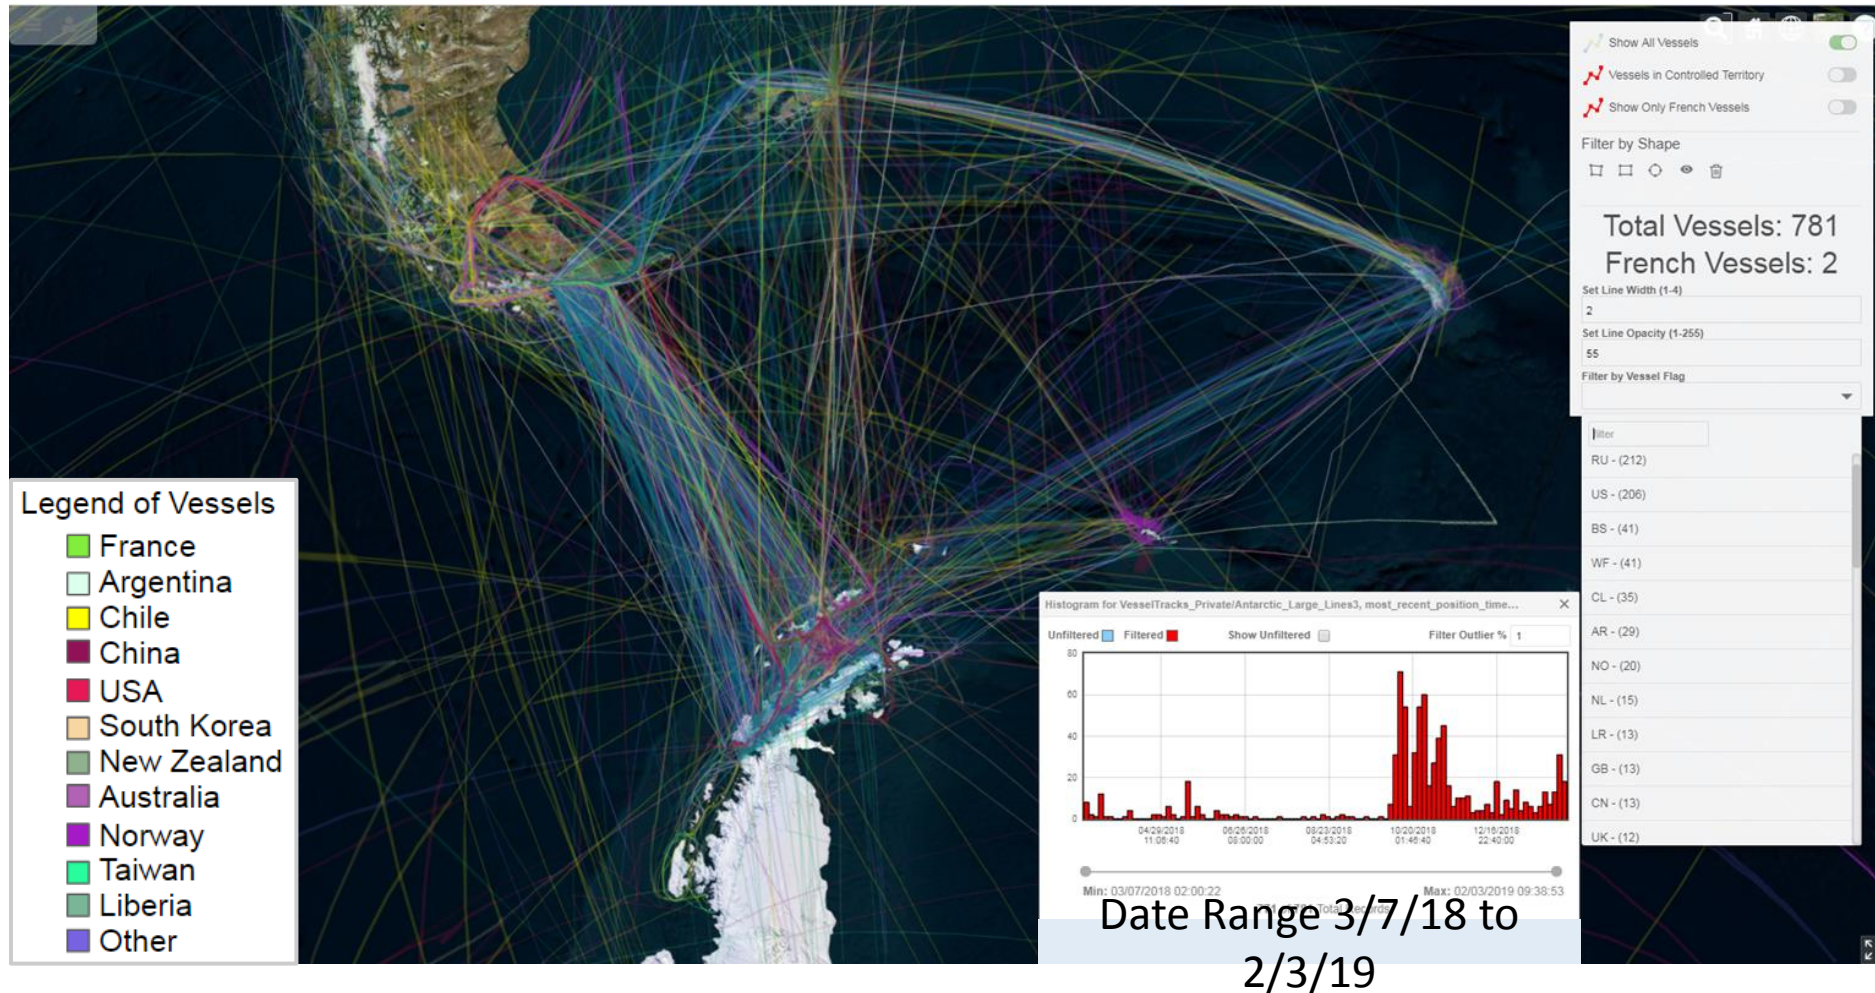 Show All Vessels
Vessels in Controlled Territory
Show Only French Vessels
Filter by Shape
Total Vessels: 781
French Vessels: 2
Set Line Width (1-4)
2
Set Line Opacity (1-255)
55
Filter by Vessel Flag
filter
RU - (212)
US - (206)
BS - (41)
WF - (41)
CL - (35)
AR - (29)
NO - (20)
NL - (15)
LR - (13)
GB - (13)
CN - (13)
UK - (12)
Legend of Vessels
France
Argentina
Chile
China
USA
South Korea
New Zealand
Australia
Norway
Taiwan
Liberia
Other
Histogram for VesselTracks_Private/Antarctic_Large_Lines3, most_recent_position_time...
Unfiltered Filtered Show Unfiltered Filter Outlier % 1
80
60
40
20
0
04/29/2018 06/26/2018 08/23/2018 10/20/2018 12/16/2018
11:06:40 08:00:00 04:53:20 01:46:40 22:40:00
Min: 03/07/2018 02:00:22 Max: 02/03/2019 09:38:53
Total Records
Date Range 3/7/18 to
2/3/19